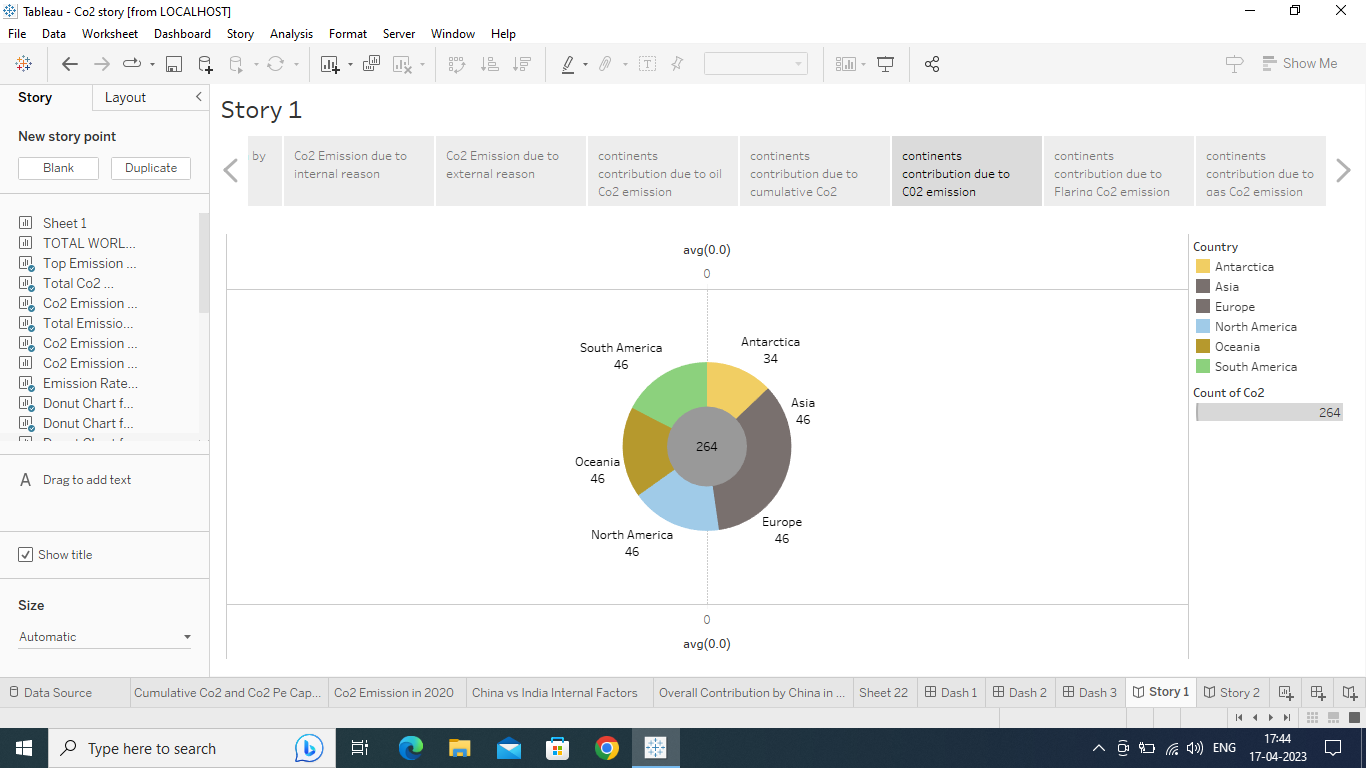 Tableau - Co2 story [from LOCALHOST]
File Data Worksheet Dashboard Story Analysis Format Server Window Help
Show Me
Story Layout
New story point
Blank Duplicate
Sheet 1
TOTAL WORL...
Top Emission ...
Total Co2 ...
Co2 Emission ...
Total Emissio...
Co2 Emission ...
Co2 Emission ...
Emission Rate...
Donut Chart f...
Donut Chart f...
A Drag to add text
Show title
Size
Automatic
Story 1
by
Co2 Emission due to
internal reason
Co2 Emission due to
external reason
continents
contribution due to oil
Co2 emission
continents
contribution due to
cumulative Co2
continents
contribution due to
C02 emission
continents
contribution due to
Flaring Co2 emission
continents
contribution due to
gas Co2 emission
avg(0.0)
0
South America
46
Antarctica
34
Asia
46
264
Oceania
46
Europe
46
North America
46
0
avg(0.0)
Country
Antarctica
Asia
Europe
North America
Oceania
South America
Count of Co2
264
Data Source Cumulative Co2 and Co2 Pe Cap... Co2 Emission in 2020 China vs India Internal Factors Overall Contribution by China in ... Sheet 22 Dash 1 Dash 2 Dash 3 Story 1 Story 2
Type here to search
ENG
17:44
17-04-2023